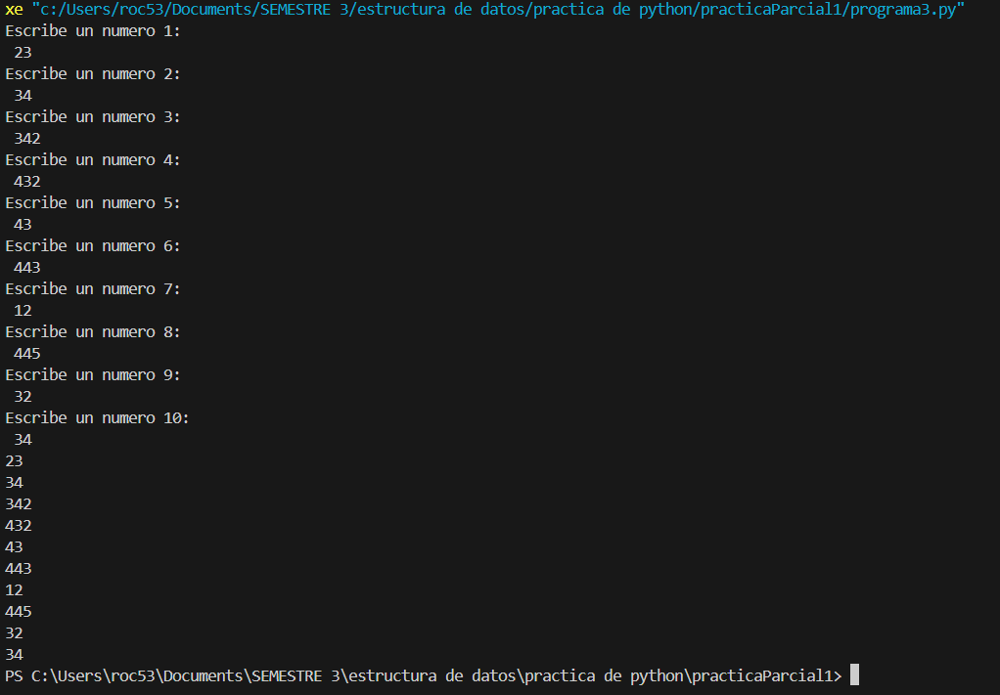 xe "c:/Users/roc53/Documents/SEMESTRE 3/estructura de datos/practica de python/practicaParcial1/programa3.py"
Escribe un numero 1:
 23
Escribe un numero 2:
 34
Escribe un numero 3:
 342
Escribe un numero 4:
 432
Escribe un numero 5:
 43
Escribe un numero 6:
 443
Escribe un numero 7:
 12
Escribe un numero 8:
 445
Escribe un numero 9:
 32
Escribe un numero 10:
 34
23
34
342
432
43
443
12
445
32
34
PS C:\Users\roc53\Documents\SEMESTRE 3\estructura de datos\practica de python\practicaParcial1>